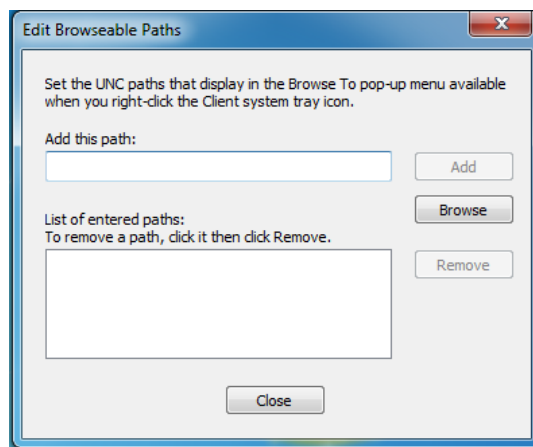 Edit Browseable Paths
Set the UNC paths that display in the Browse To pop-up menu available
when you right-click the Client system tray icon.
Add this path:
Add
Browse
List of entered paths:
To remove a path, click it then click Remove.
Remove
Close